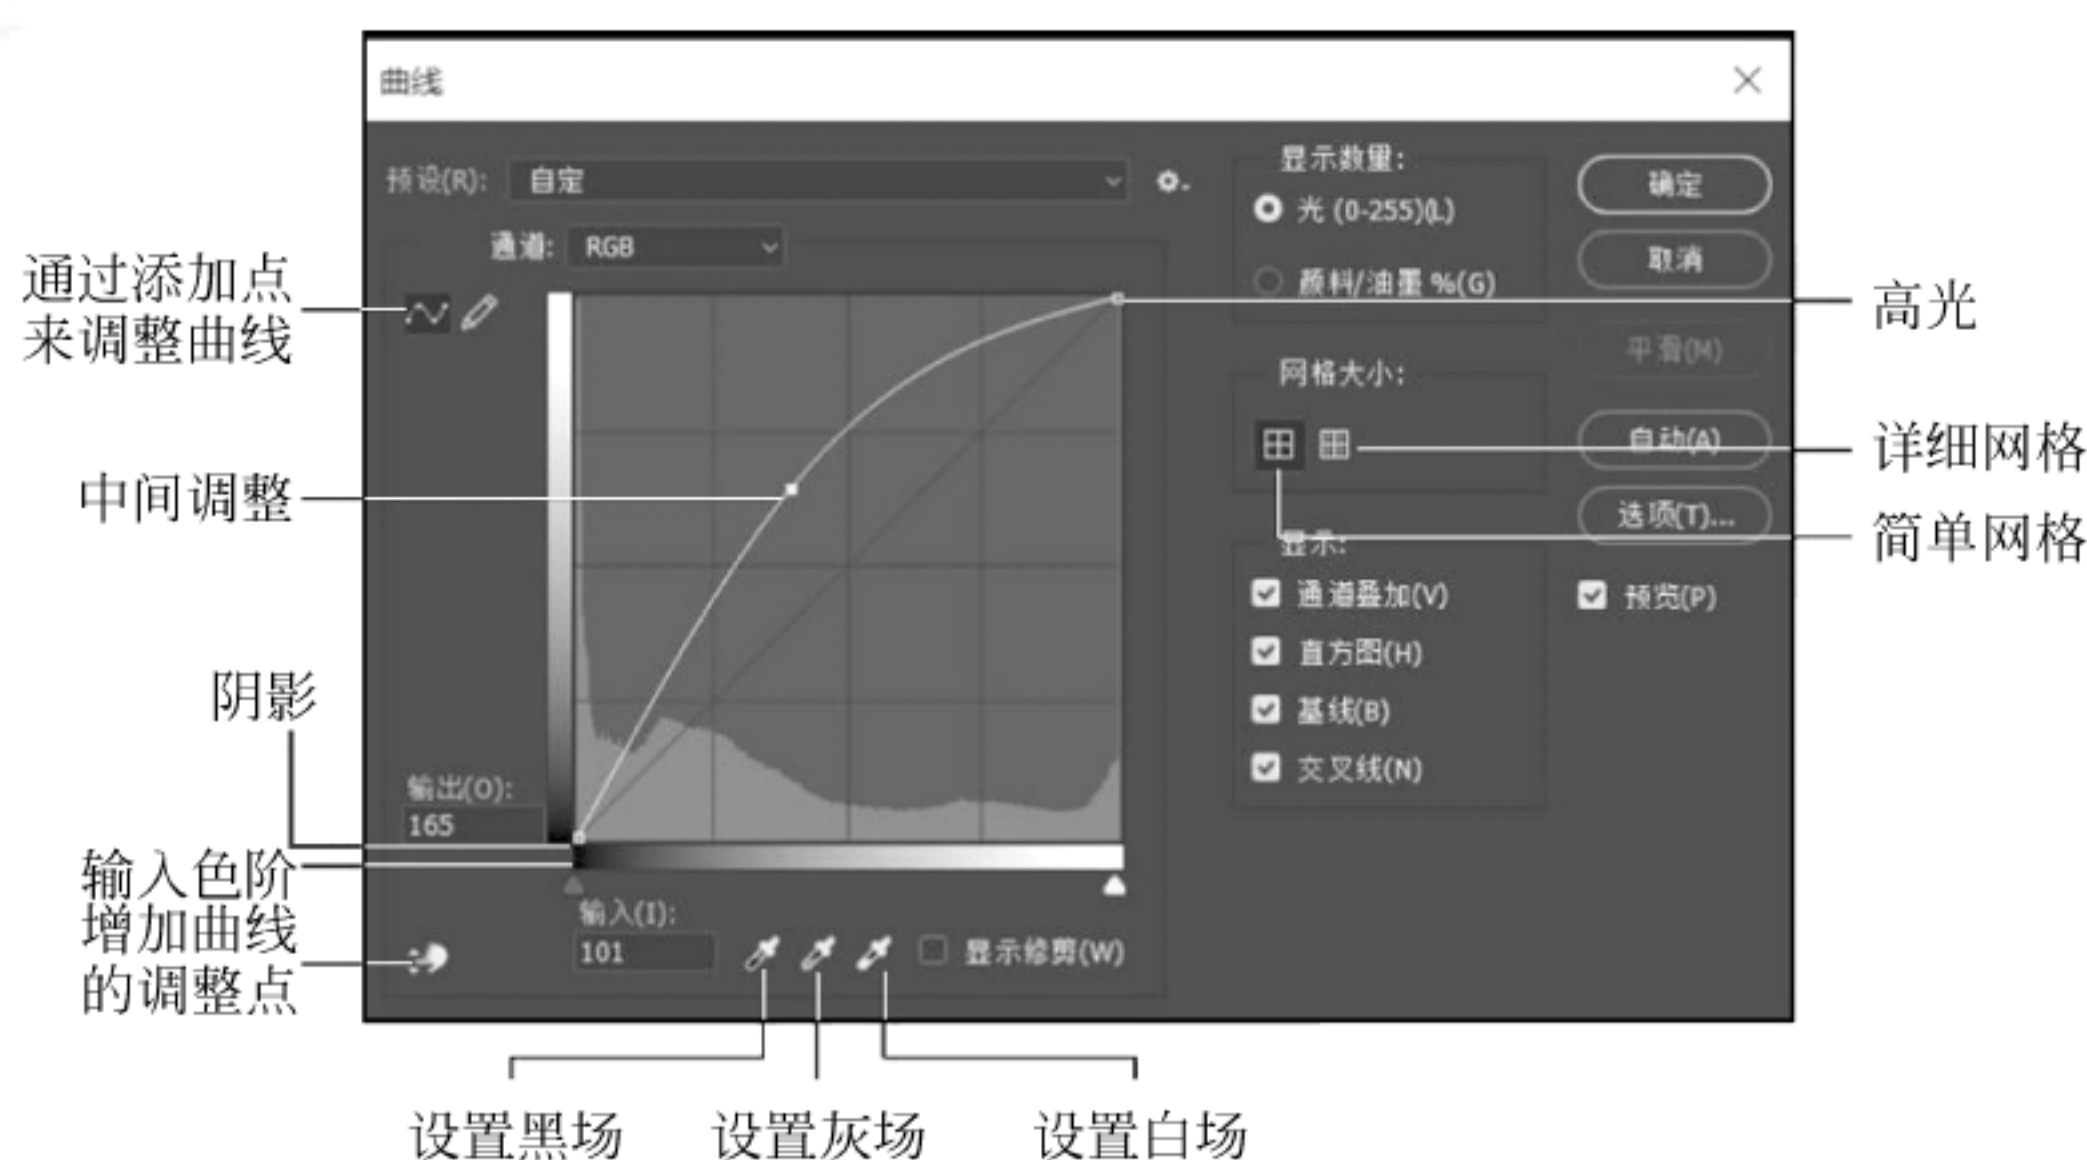 曲线
预设(R): 自定
显示数量:
确定
光 (0-255)(L)
通道: RGB
取消
颜料/油墨 %(G)
通过添加点
来调整曲线
高光
平滑(M)
网格大小:
自动(A)
详细网格
中间调整
选项(T)...
简单网格
显示:
通道叠加(V)
预览(P)
直方图(H)
阴影
基线(B)
交叉线(N)
输出(O):
165
输入色阶
增加曲线
的调整点
输入(I):
101
显示修剪(W)
设置黑场 设置灰场 设置白场